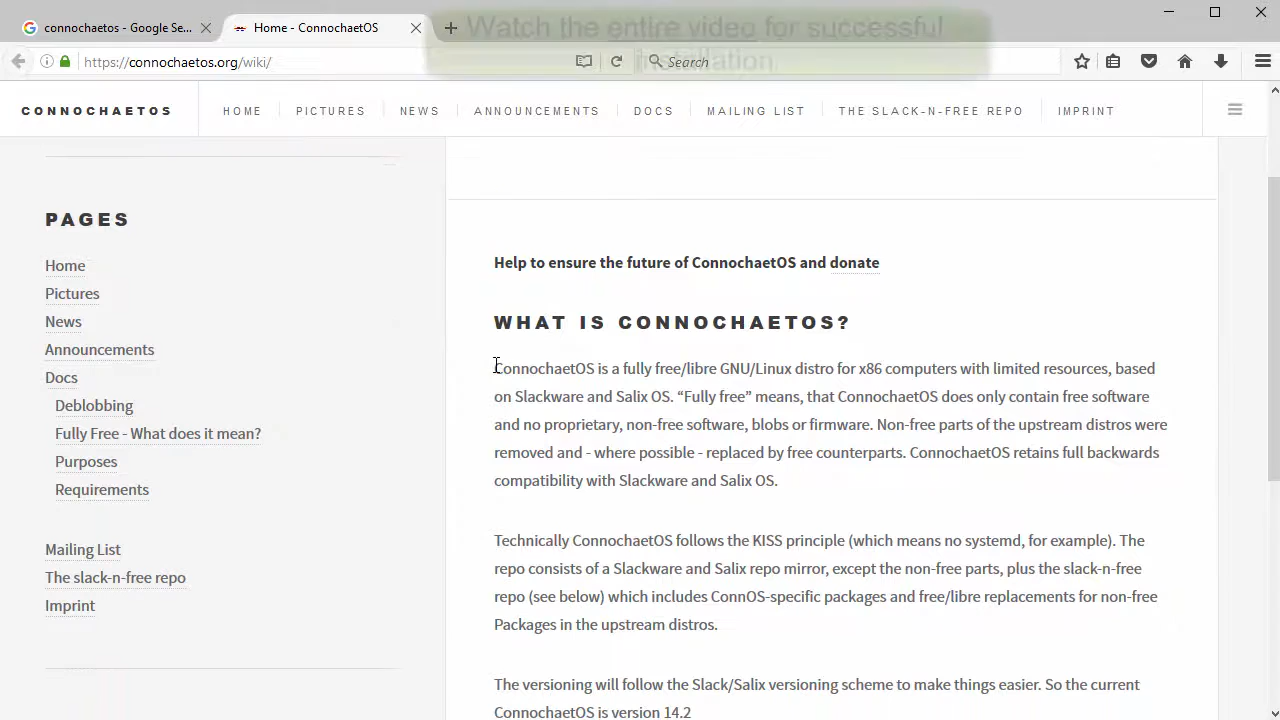 connochaetos - Google Se...
Home - ConnochaetOS
Watch the entire video for successful
installation
https://connochaetos.org/wiki/
Search
CONNOCHAETOS
HOME
PICTURES
NEWS
ANNOUNCEMENTS
DOCS
MAILING LIST
THE SLACK-N-FREE REPO
IMPRINT
PAGES
Home
Pictures
News
Announcements
Docs
Deblobbing
Fully Free - What does it mean?
Purposes
Requirements
Mailing List
The slack-n-free repo
Imprint
Help to ensure the future of ConnochaetOS and donate
WHAT IS CONNOCHAETOS?
ConnochaetOS is a fully free/libre GNU/Linux distro for x86 computers with limited resources, based
on Slackware and Salix OS. “Fully free” means, that ConnochaetOS does only contain free software
and no proprietary, non-free software, blobs or firmware. Non-free parts of the upstream distros were
removed and - where possible - replaced by free counterparts. ConnochaetOS retains full backwards
compatibility with Slackware and Salix OS.
Technically ConnochaetOS follows the KISS principle (which means no systemd, for example). The
repo consists of a Slackware and Salix repo mirror, except the non-free parts, plus the slack-n-free
repo (see below) which includes ConnOS-specific packages and free/libre replacements for non-free
Packages in the upstream distros.
The versioning will follow the Slack/Salix versioning scheme to make things easier. So the current
ConnochaetOS is version 14.2